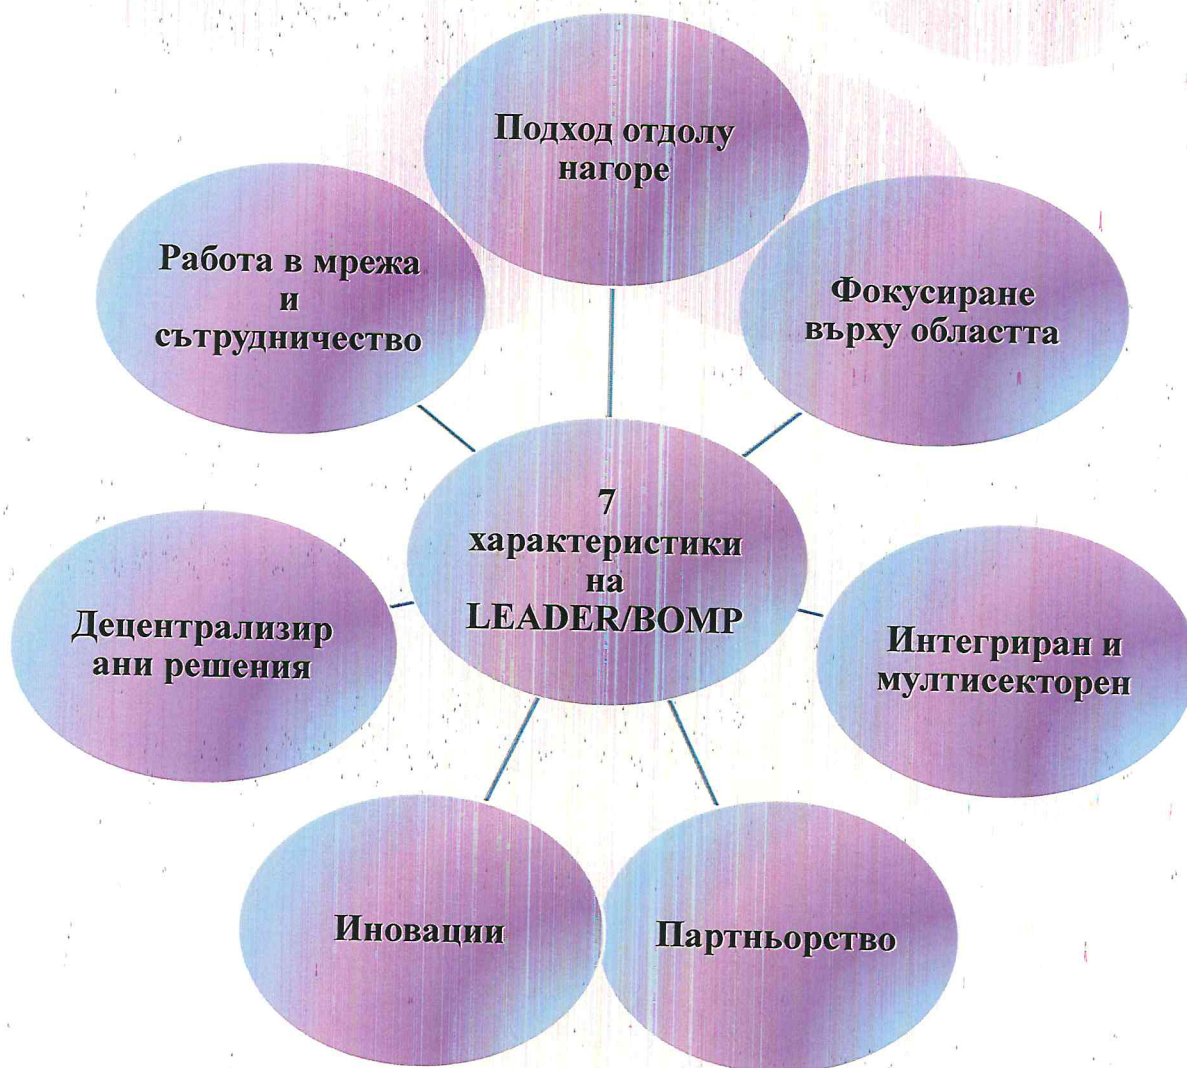 Подход отдолу
нагоре
Работа в мрежа
и
сътрудничество
Фокусиране
върху областта
7
характеристики
на
LEADER/ВОМР
Децентрализир
ани решения
Интегриран и
мултисекторен
Иновации
Партньорство